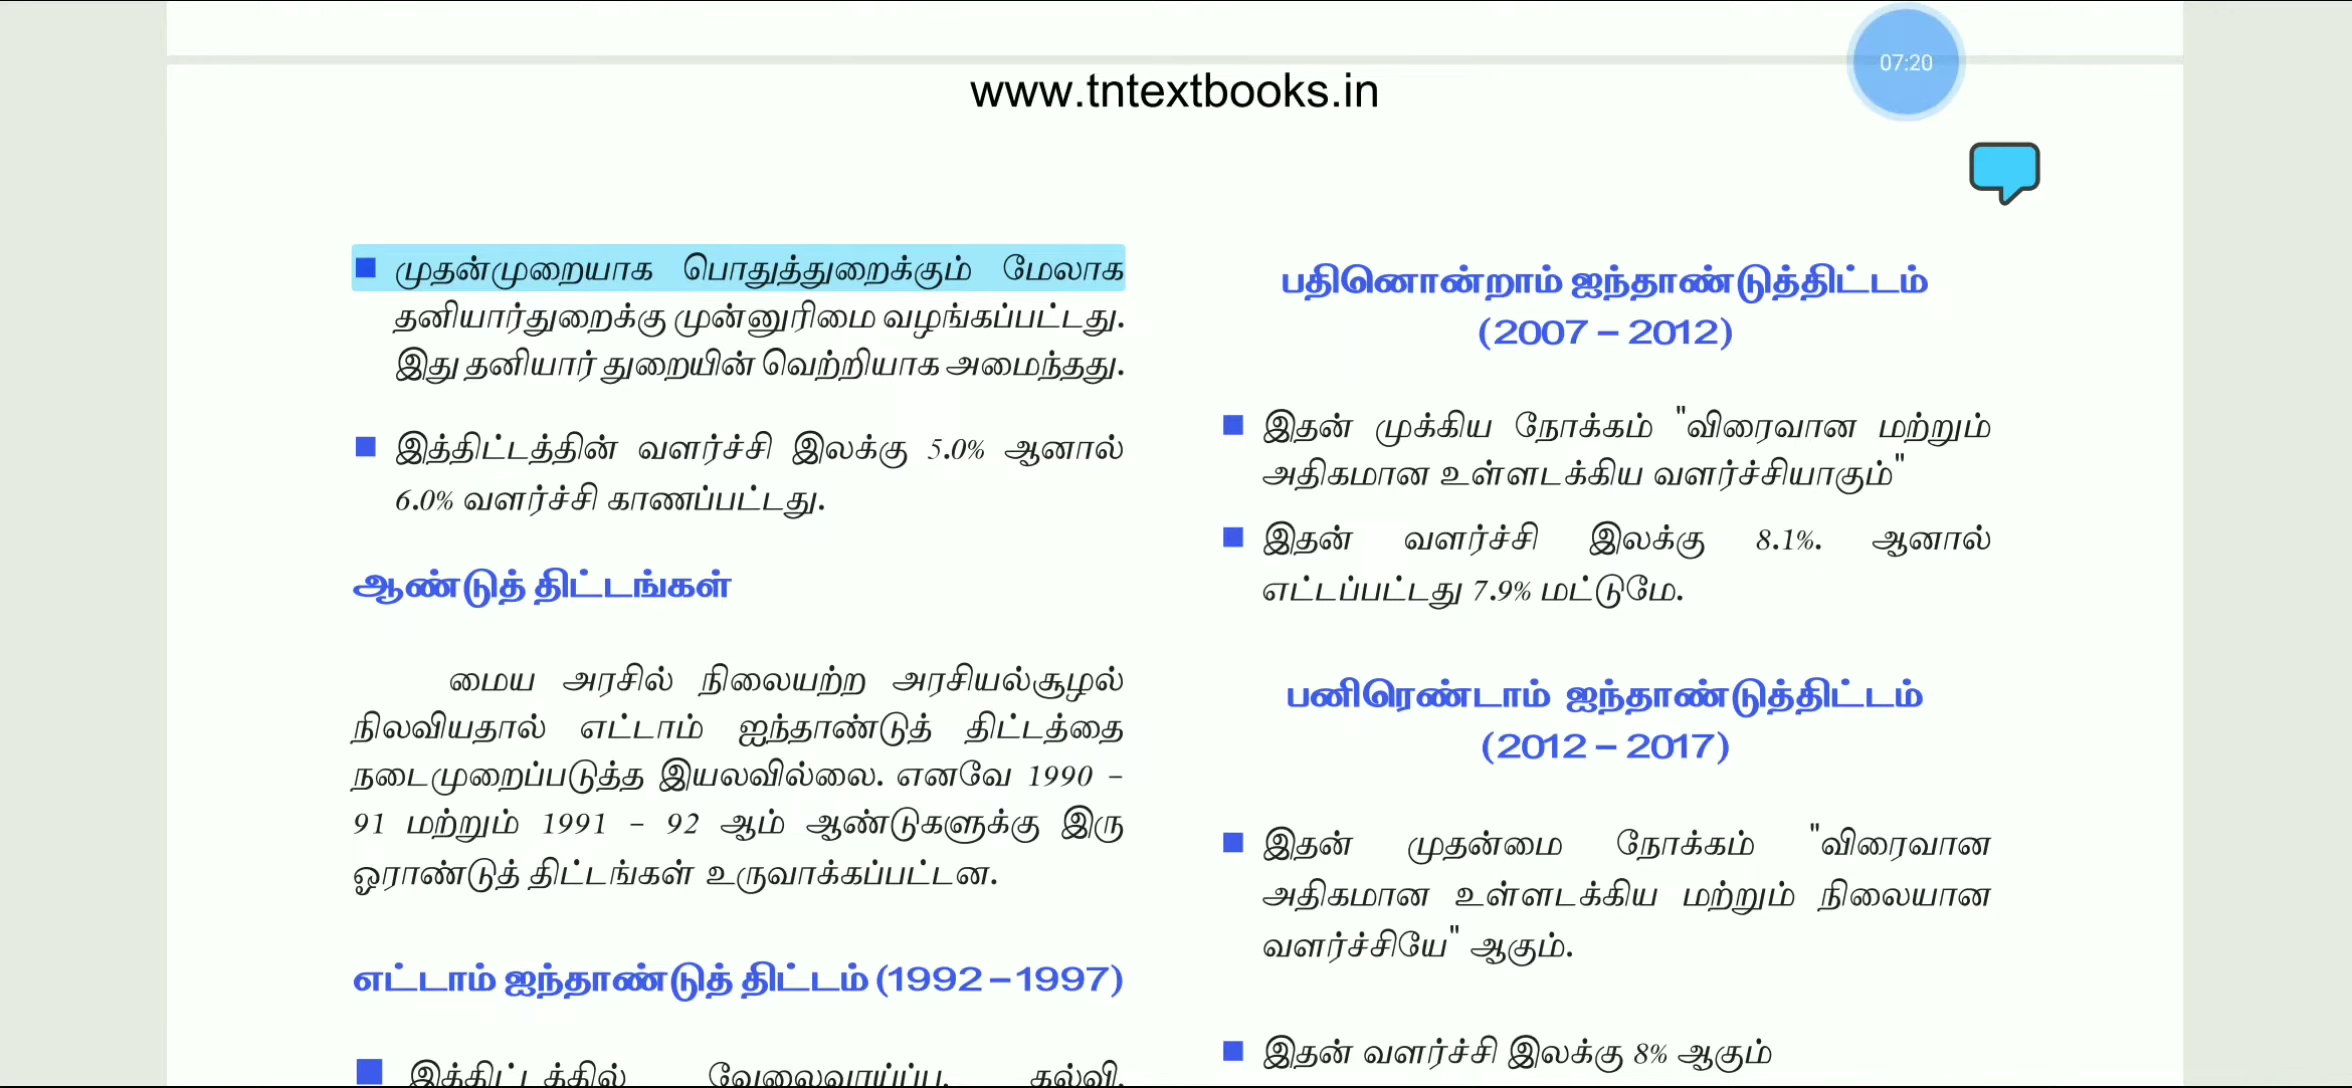 07:20
www.tntextbooks.in
முதன்முறையாக பொதுத்துறைக்கும் மேலாக
தனியார்துறைக்கு முன்னுரிமை வழங்கப்பட்டது.
இது தனியார் துறையின் வெற்றியாக அமைந்தது.
இத்திட்டத்தின் வளர்ச்சி இலக்கு 5.0% ஆனால்
6.0% வளர்ச்சி காணப்பட்டது.
ஆண்டுத் திட்டங்கள்
மைய அரசில் நிலையற்ற அரசியல்சூழல்
நிலவியதால் எட்டாம் ஐந்தாண்டுத் திட்டத்தை
நடைமுறைப்படுத்த இயலவில்லை. எனவே 1990 –
91 மற்றும் 1991 – 92 ஆம் ஆண்டுகளுக்கு இரு
ஓராண்டுத் திட்டங்கள் உருவாக்கப்பட்டன.
எட்டாம் ஐந்தாண்டுத் திட்டம் (1992 – 1997)
இத்திட்டத்தில் வேலைவாய்ப்பு, கல்வி,
பதினொன்றாம் ஐந்தாண்டுத்திட்டம்
(2007 – 2012)
இதன் முக்கிய நோக்கம் "விரைவான மற்றும்
அதிகமான உள்ளடக்கிய வளர்ச்சியாகும்"
இதன் வளர்ச்சி இலக்கு 8.1%. ஆனால்
எட்டப்பட்டது 7.9% மட்டுமே.
பனிரெண்டாம் ஐந்தாண்டுத்திட்டம்
(2012 – 2017)
இதன் முதன்மை நோக்கம் "விரைவான
அதிகமான உள்ளடக்கிய மற்றும் நிலையான
வளர்ச்சியே" ஆகும்.
இதன் வளர்ச்சி இலக்கு 8% ஆகும்